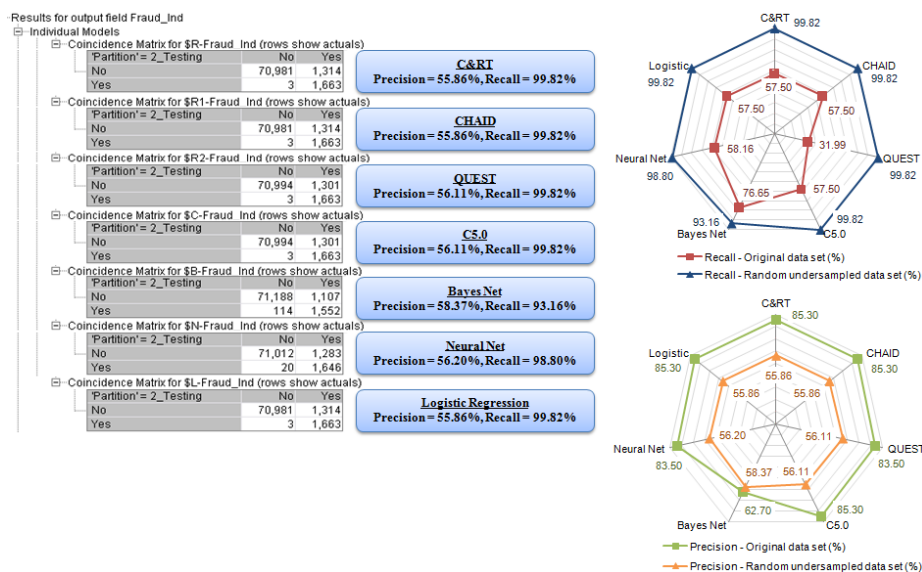 Results for output field Fraud_Ind
Individual Models
Coincidence Matrix for $R-Fraud_Ind (rows show actuals)
'Partition' = 2_Testing No Yes
No 70,981 1,314
Yes 3 1,663
C&RT
Precision = 55.86%, Recall = 99.82%
Coincidence Matrix for $R1-Fraud_Ind (rows show actuals)
'Partition' = 2_Testing No Yes
No 70,981 1,314
Yes 3 1,663
CHAID
Precision = 55.86%, Recall = 99.82%
Coincidence Matrix for $R2-Fraud_Ind (rows show actuals)
'Partition' = 2_Testing No Yes
No 70,994 1,301
Yes 3 1,663
QUEST
Precision = 56.11%, Recall = 99.82%
Coincidence Matrix for $C-Fraud_Ind (rows show actuals)
'Partition' = 2_Testing No Yes
No 70,994 1,301
Yes 3 1,663
C5.0
Precision = 56.11%, Recall = 99.82%
Coincidence Matrix for $B-Fraud_Ind (rows show actuals)
'Partition' = 2_Testing No Yes
No 71,188 1,107
Yes 114 1,552
Bayes Net
Precision = 58.37%, Recall = 93.16%
Coincidence Matrix for $N-Fraud_Ind (rows show actuals)
'Partition' = 2_Testing No Yes
No 71,012 1,283
Yes 20 1,646
Neural Net
Precision = 56.20%, Recall = 98.80%
Coincidence Matrix for $L-Fraud_Ind (rows show actuals)
'Partition' = 2_Testing No Yes
No 70,981 1,314
Yes 3 1,663
Logistic Regression
Precision = 55.86%, Recall = 99.82%
C&RT
99.82
Logistic
CHAID
99.82
99.82
57.50
57.50
57.50
58.16
31.99
Neural Net
QUEST
98.80
99.82
76.65
57.50
93.16
99.82
Bayes Net
C5.0
Recall - Original data set (%)
Recall - Random undersampled data set (%)
C&RT
85.30
Logistic
CHAID
85.30
85.30
55.86
55.86
55.86
56.20
56.11
Neural Net
QUEST
83.50
83.50
58.37
56.11
62.70
85.30
Bayes Net
C5.0
Precision - Original data set (%)
Precision - Random undersampled data set (%)